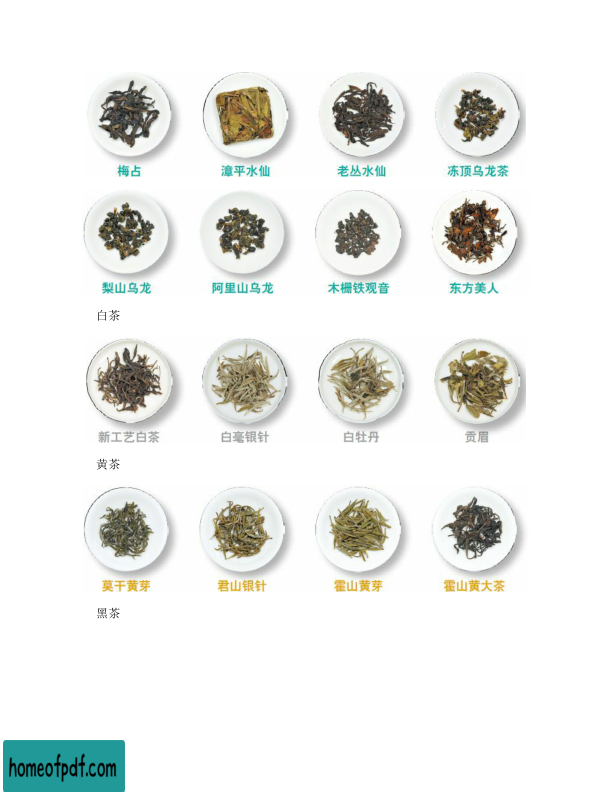 梅占 漳平水仙 老丛水仙 冻顶乌龙茶
梨山乌龙 阿里山乌龙 木栅铁观音 东方美人
白茶
新工艺白茶 白毫银针 白牡丹 贡眉
黄茶
莫干黄芽 君山银针 霍山黄芽 霍山黄大茶
黑茶
homeofpdf.com